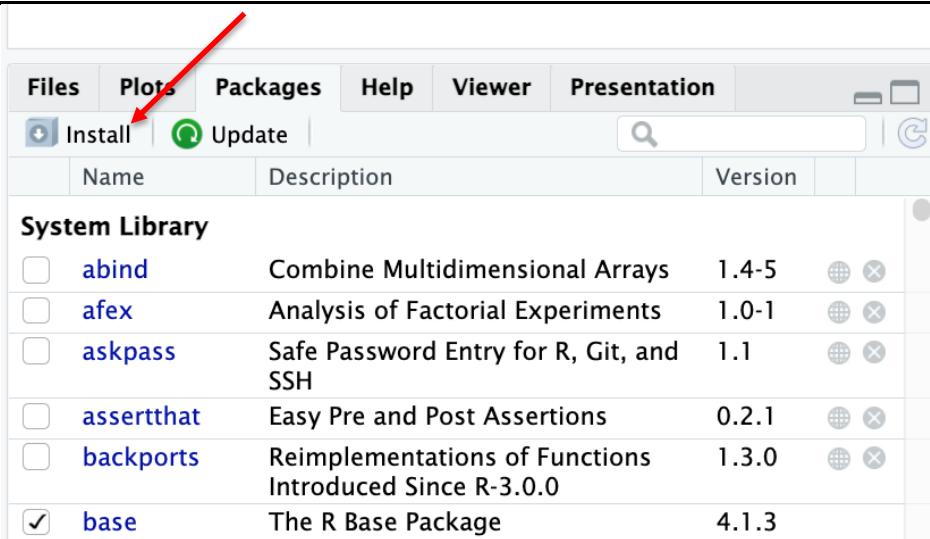 Files Plots Packages Help Viewer Presentation
Install Update
Name Description Version
System Library
abind Combine Multidimensional Arrays 1.4-5
afex Analysis of Factorial Experiments 1.0-1
askpass Safe Password Entry for R, Git, and 1.1
SSH
assertthat Easy Pre and Post Assertions 0.2.1
backports Reimplementations of Functions 1.3.0
Introduced Since R-3.0.0
base The R Base Package 4.1.3